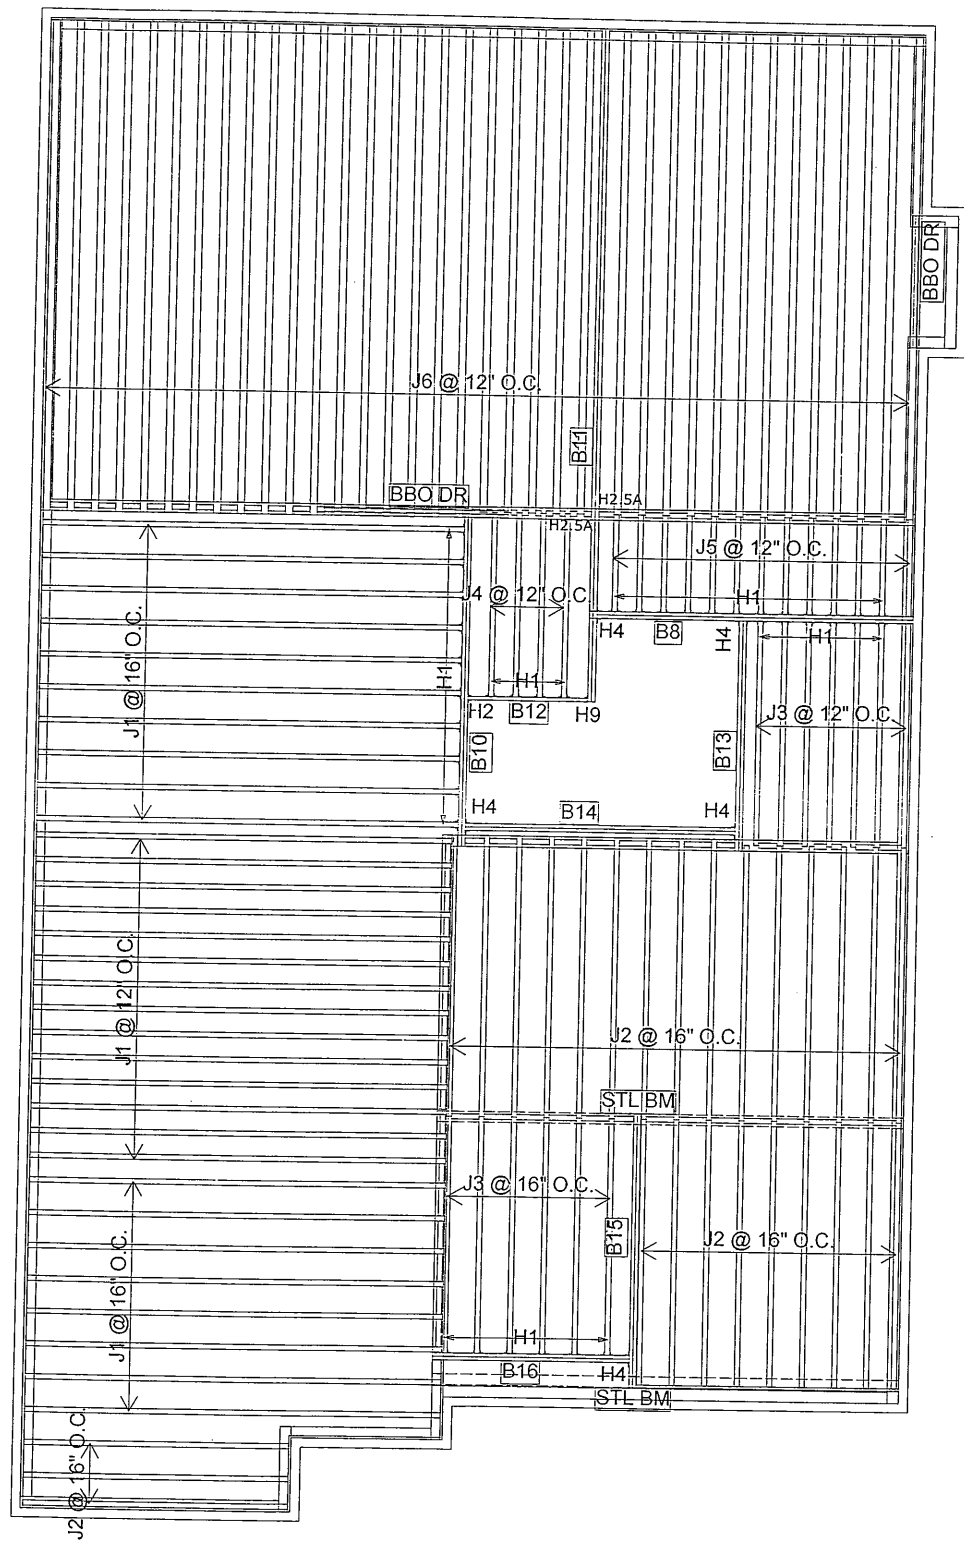 BBO DR
J6 @ 12" O.C.
B11
BBO DR
H2.5A
H2.5A
J5 @ 12" O.C.
J4 @ 12" O.C
H1
H4
B8
H4
H1
J1 @ 16" O.C.
H1
H1
H2
B12
H9
J3 @ 12" O.C.
B10
B13
H4
B14
H4
J1 @ 12" O.C.
J2 @ 16" O.C.
STL BM
J3 @ 16" O.C.
B15
J2 @ 16" O.C.
J1 @ 16" O.C.
H1
B16
H4
STL BM
J2 @ 16" O.C.